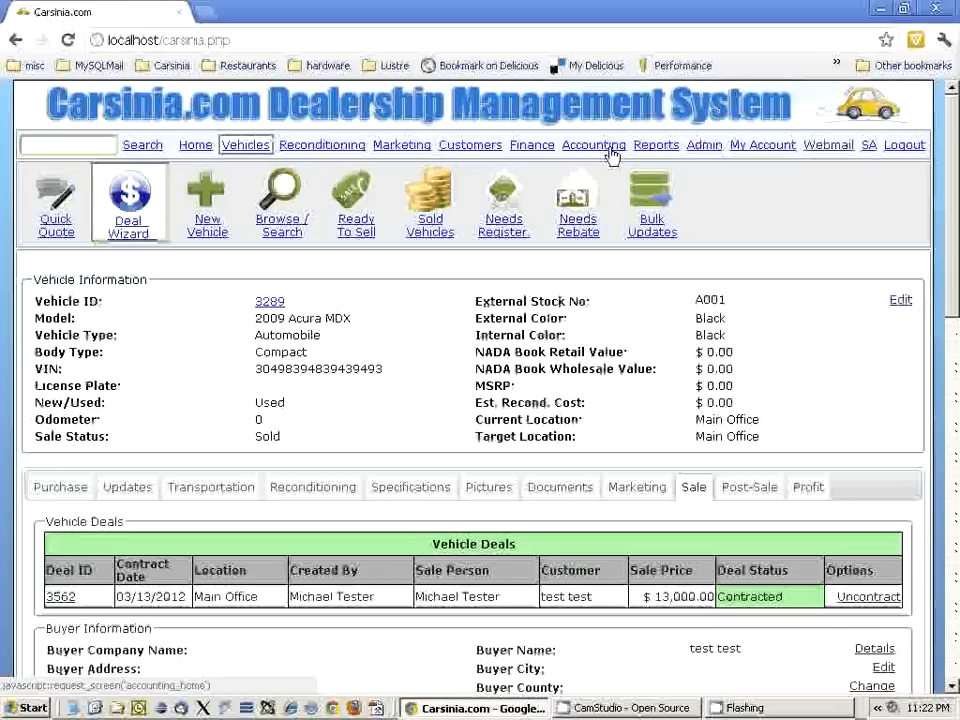 Carsinia.com
localhost/carsinia.php
misc MySQLMail Carsinia Restaurants hardware Lustre Bookmark on Delicious My Delicious Performance » Other bookmarks
Carsinia.com Dealership Management System
Search Home Vehicles Reconditioning Marketing Customers Finance Accounting Reports Admin My Account Webmail SA Logout
Quick Quote
Deal Wizard
New Vehicle
Browse / Search
Ready To Sell
Sold Vehicles
Needs Register.
Needs Rebate
Bulk Updates
Vehicle Information
Vehicle ID: 3289 External Stock No: A001 Edit
Model: 2009 Acura MDX External Color: Black
Vehicle Type: Automobile Internal Color: Black
Body Type: Compact NADA Book Retail Value: $ 0.00
VIN: 30498394839439493 NADA Book Wholesale Value: $ 0.00
License Plate: MSRP: $ 0.00
New/Used: Used Est. Recond. Cost: $ 0.00
Odometer: 0 Current Location: Main Office
Sale Status: Sold Target Location: Main Office
Purchase Updates Transportation Reconditioning Specifications Pictures Documents Marketing Sale Post-Sale Profit
Vehicle Deals
Vehicle Deals
Deal ID Contract Date Location Created By Sale Person Customer Sale Price Deal Status Options
3562 03/13/2012 Main Office Michael Tester Michael Tester test test $ 13,000.00 Contracted Uncontract
Buyer Information
Buyer Company Name: Buyer Name: test test Details
Buyer Address: Buyer City: Edit
Buyer County: Change
javascript:request_screen('accounting_home')
Start Carsinia.com - Google... CamStudio - Open Source Flashing « 11:22 PM